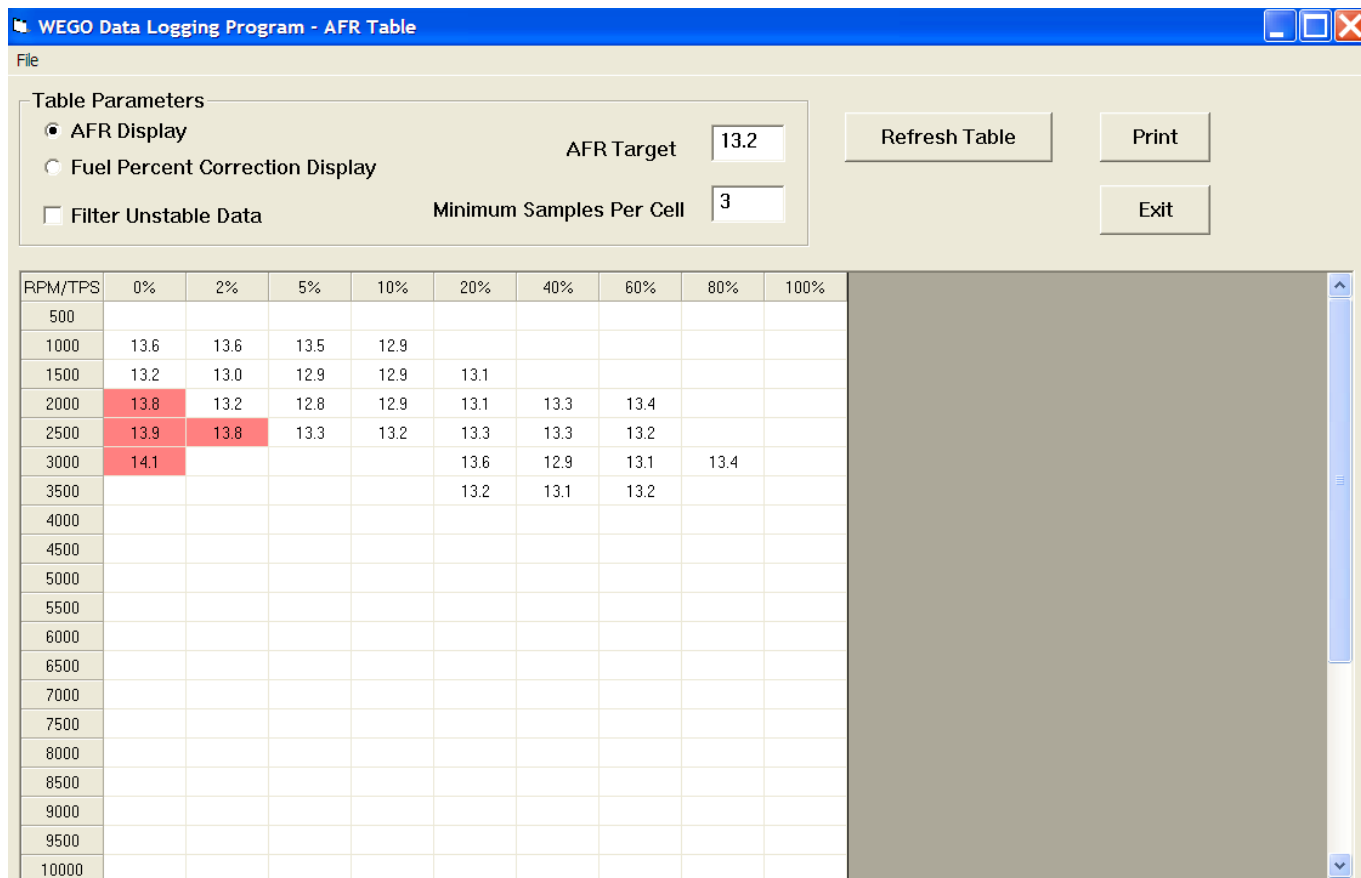 WEGO Data Logging Program - AFR Table
File
Table Parameters
AFR Display
Fuel Percent Correction Display
Filter Unstable Data
AFR Target 13.2
Minimum Samples Per Cell 3
Refresh Table
Print
Exit
RPM/TPS 0% 2% 5% 10% 20% 40% 60% 80% 100%
500
1000 13.6 13.6 13.5 12.9
1500 13.2 13.0 12.9 12.9 13.1
2000 13.8 13.2 12.8 12.9 13.1 13.3 13.4
2500 13.9 13.8 13.3 13.2 13.3 13.3 13.2
3000 14.1 13.6 12.9 13.1 13.4
3500 13.2 13.1 13.2
4000
4500
5000
5500
6000
6500
7000
7500
8000
8500
9000
9500
10000